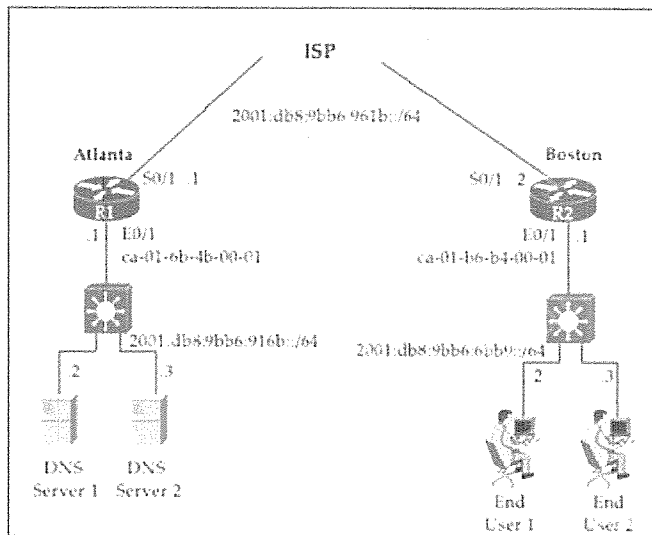 ISP
2001:db8:9bb6:961b::/64
Atlanta
Boston
S0/1 .1
S0/1 .2
R1
R2
.1 E0/1
E0/1 .1
ca-01-6b-4b-00-01
ca-01-b6-b4-00-01
2001:db8:9bb6:916b::/64
2001:db8:9bb6:6bb9::/64
.2
.3
.2
.3
DNS
Server 1
DNS
Server 2
End
User 1
End
User 2